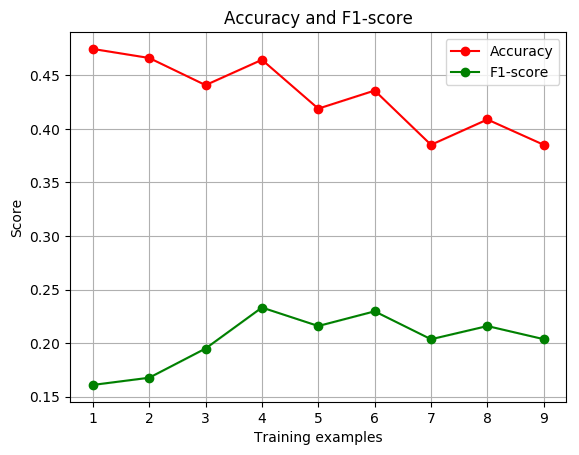 Accuracy and F1-score
Accuracy
F1-score
0.45
0.40
0.35
0.30
0.25
0.20
0.15
Score
1 2 3 4 5 6 7 8 9
Training examples